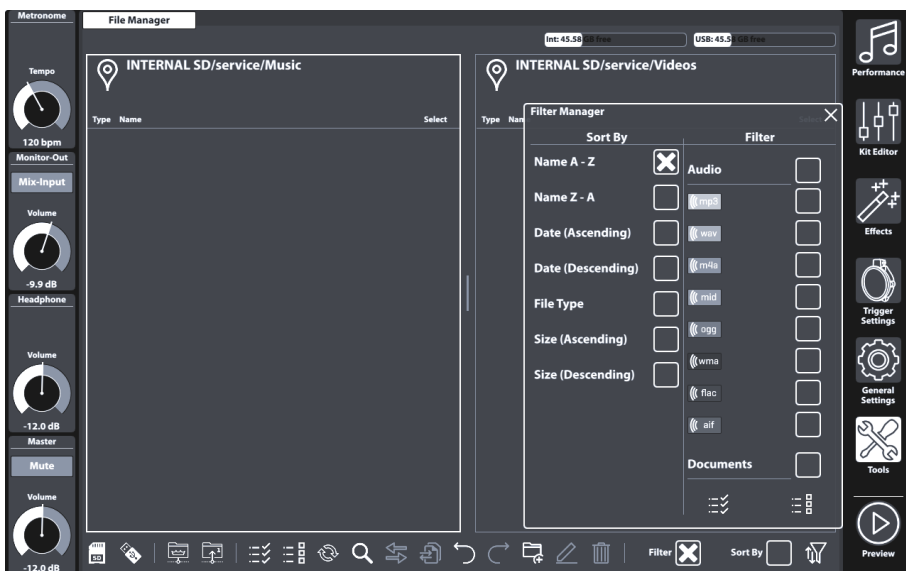 Metronome
Tempo
120 bpm
Monitor-Out
Mix-Input
Volume
-9.9 dB
Headphone
Volume
-12.0 dB
Master
Mute
Volume
-12.0 dB
File Manager
Int: 45.58 GB free
USB: 45.58 GB free
INTERNAL SD/service/Music
Type Name Select
INTERNAL SD/service/Videos
Type Nam Select
Filter Manager
Sort By
Name A - Z
Name Z - A
Date (Ascending)
Date (Descending)
File Type
Size (Ascending)
Size (Descending)
Filter
Audio
mp3
wav
m4a
mid
ogg
wma
flac
aif
Documents
SD
Filter
Sort By
Performance
Kit Editor
Effects
Trigger
Settings
General
Settings
Tools
Preview